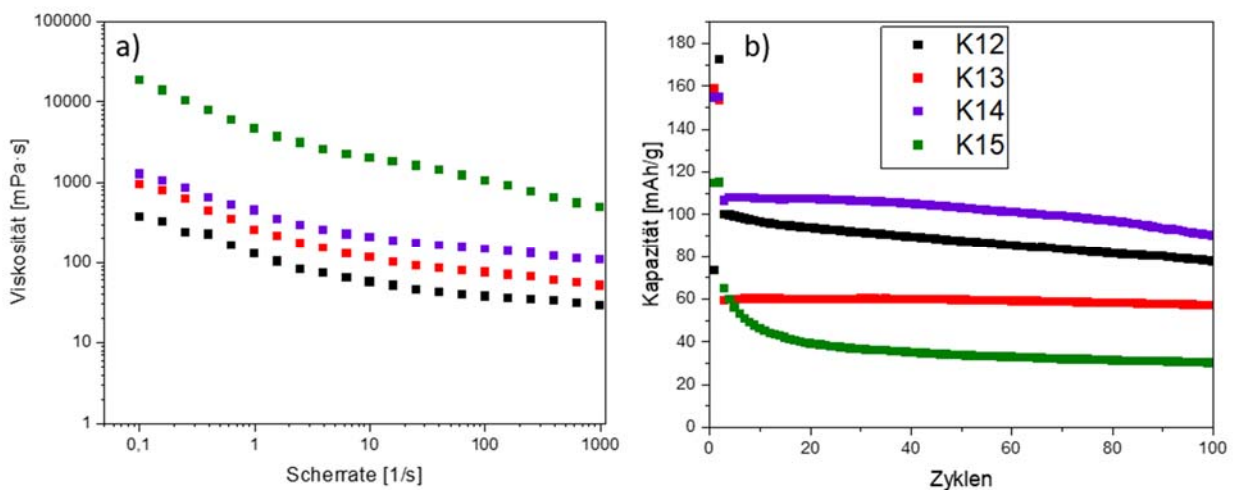 a)
Viskosität [mPa·s]
100000
10000
1000
100
10
1
0,1
1
10
100
1000
Scherrate [1/s]
b)
K12
K13
K14
K15
Kapazität [mAh/g]
180
160
140
120
100
80
60
40
20
0
0
20
40
60
80
100
Zyklen